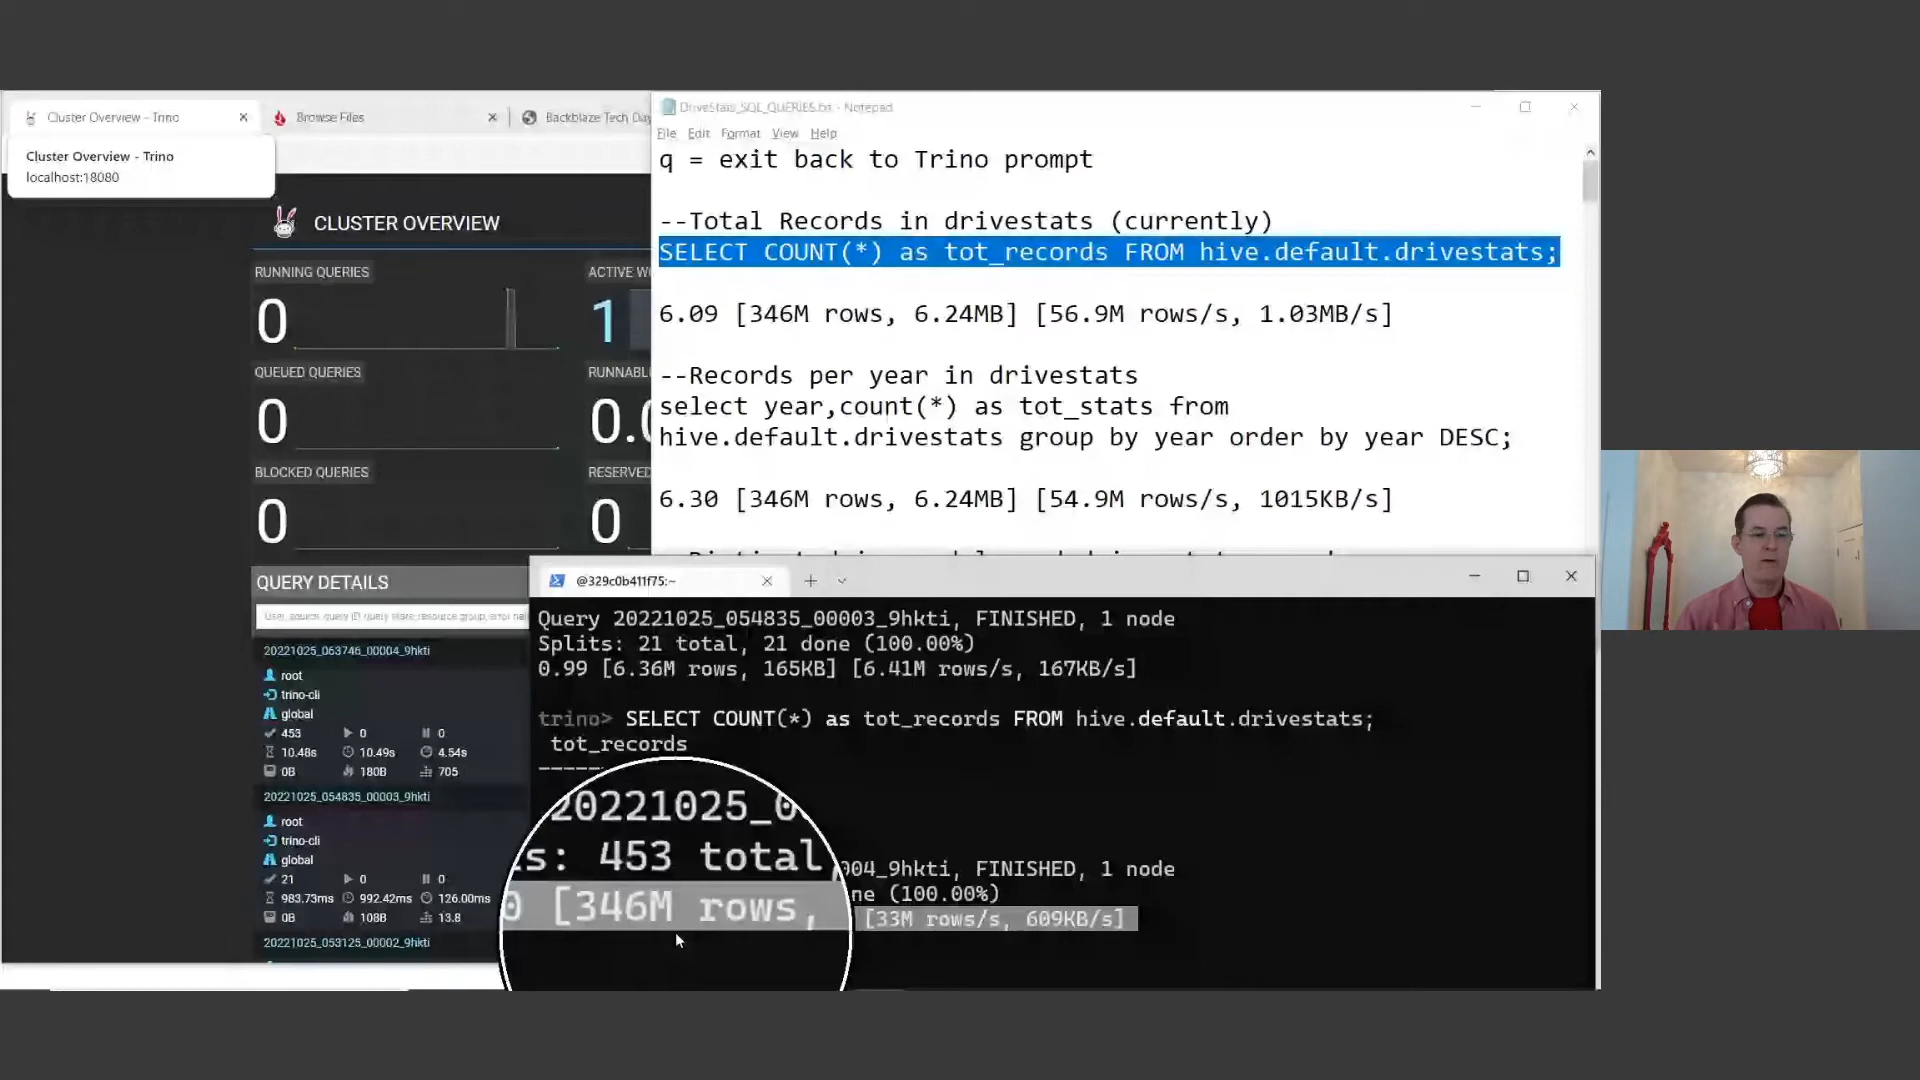 Cluster Overview - Trino
Browse Files
Backblaze Tech Day
Cluster Overview - Trino
localhost:18080
CLUSTER OVERVIEW
RUNNING QUERIES
0
ACTIVE WO
1
QUEUED QUERIES
0
RUNNABL
0.0
BLOCKED QUERIES
0
RESERVED
0
QUERY DETAILS
20221025_063746_00004_9hkti
root
trino-cli
global
453 0 0
10.48s 10.49s 4.54s
0B 180B 705
20221025_054835_00003_9hkti
root
trino-cli
global
21 0 0
983.73ms 992.42ms 126.00ms
0B 108B 13.8
20221025_053125_00002_9hkti
DriveStats_SQL_QUERIES.txt - Notepad
File Edit Format View Help
q = exit back to Trino prompt
--Total Records in drivestats (currently)
SELECT COUNT(*) as tot_records FROM hive.default.drivestats;
6.09 [346M rows, 6.24MB] [56.9M rows/s, 1.03MB/s]
--Records per year in drivestats
select year,count(*) as tot_stats from
hive.default.drivestats group by year order by year DESC;
6.30 [346M rows, 6.24MB] [54.9M rows/s, 1015KB/s]
@329c0b411f75:~
Query 20221025_054835_00003_9hkti, FINISHED, 1 node
Splits: 21 total, 21 done (100.00%)
0.99 [6.36M rows, 165KB] [6.41M rows/s, 167KB/s]
trino> SELECT COUNT(*) as tot_records FROM hive.default.drivestats;
tot_records
20221025_0 004_9hkti, FINISHED, 1 node
s: 453 total, ne (100.00%)
0 [346M rows, [33M rows/s, 609KB/s]